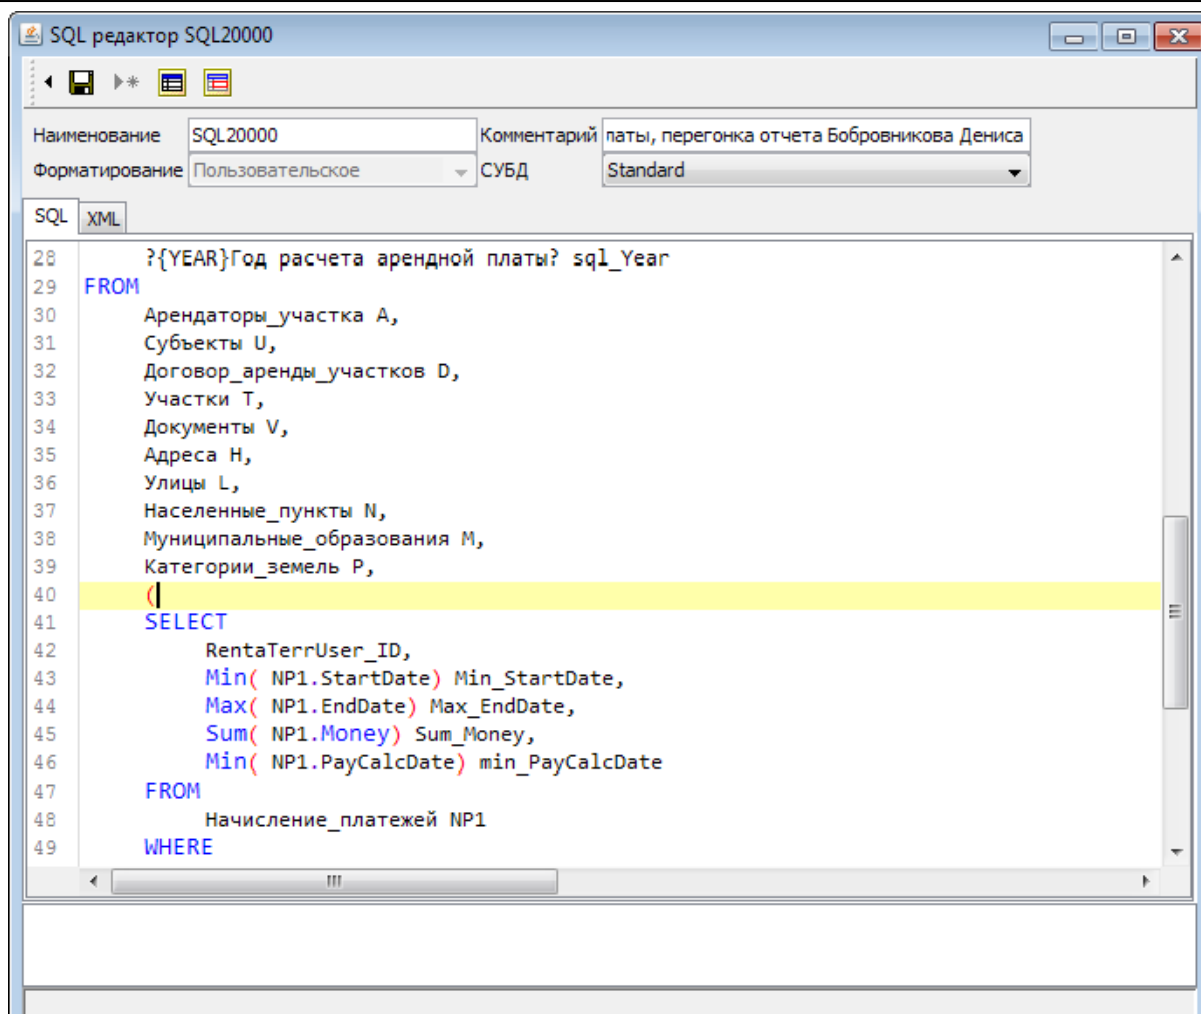 SQL редактор SQL20000
Наименование SQL20000 Комментарий латы, перегонка отчета Бобровникова Дениса
Форматирование Пользовательское СУБД Standard
SQL XML
28 ?{YEAR}Год расчета арендной платы? sql_Year
29 FROM
30 Арендаторы_участка A,
31 Субъекты U,
32 Договор_аренды_участков D,
33 Участки T,
34 Документы V,
35 Адреса H,
36 Улицы L,
37 Населенные_пункты N,
38 Муниципальные_образования M,
39 Категории_земель P,
40 (
41 SELECT
42 RentaTerrUser_ID,
43 Min( NP1.StartDate) Min_StartDate,
44 Max( NP1.EndDate) Max_EndDate,
45 Sum( NP1.Money) Sum_Money,
46 Min( NP1.PayCalcDate) min_PayCalcDate
47 FROM
48 Начисление_платежей NP1
49 WHERE